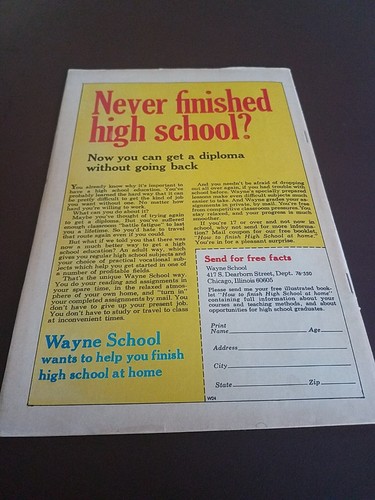 Never finished
high school?
Now you can get a diploma
without going back
You already know why it's important to
have a high school education. You've
probably learned the hard way that it can
be pretty difficult to get the kind of job
you want without one. No matter how
hard you're willing to work.
What can you do about it?
Maybe you've thought of trying again
to get a diploma. But you've suffered
enough classroom "battle fatigue" to last
you a lifetime. So you'd hate to travel
that route again even if you could.
But what if we told you that there was
now a much better way to get a high
school education? An adult way, which
gives you regular high school subjects and
your choice of practical vocational sub-
jects which help you get started in one of
a number of profitable fields.
That's the unique Wayne School way.
You do your reading and assignments in
your spare time, in the relaxed atmos-
phere of your own home, and "turn in"
your completed assignments by mail. You
don't have to give up your present job.
You don't have to study or travel to class
at inconvenient times.
Wayne School
wants to help you finish
high school at home
And you needn't be afraid of dropping
out all over again, if you had trouble with
school before. Wayne's specially prepared
lessons make even difficult subjects much
easier to take. And Wayne grades your as-
signments in private, by mail. You're free
from competitive classroom pressures. You
stay relaxed, and your progress is much
smoother.
If you're 17 or over and not now in
school, why not send for more informa-
tion? Mail coupon for our free booklet,
"How to finish High School at home."
You're in for a pleasant surprise.
Send for free facts
Wayne School
417 S. Dearborn Street, Dept. 76-330
Chicago, Illinois 60605
Please send me your free illustrated book-
let "How to finish High School at home"
containing full information about your
courses and teaching methods, and about
opportunities for high school graduates.
Print
Name Age
Address
City
State Zip